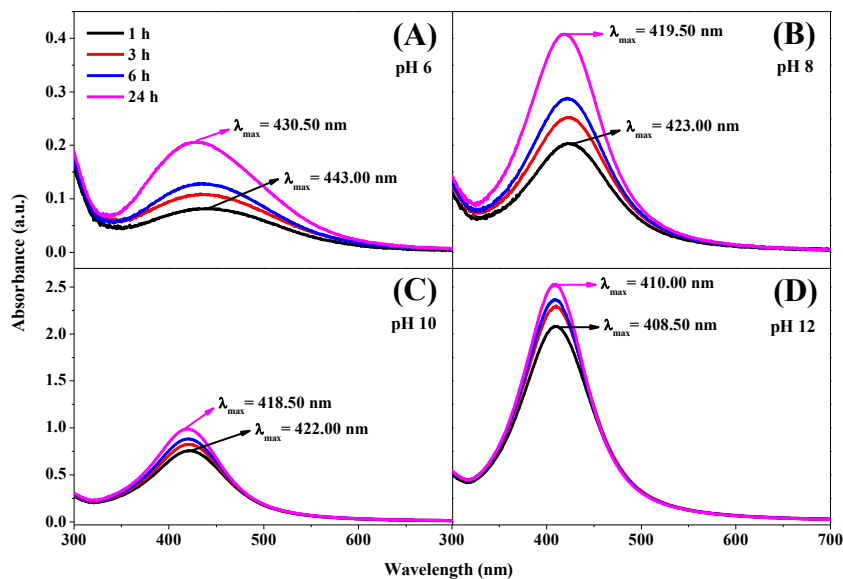 1 h
3 h
6 h
24 h
(A)
pH 6
λmax= 430.50 nm
λmax= 443.00 nm
(B)
pH 8
λmax= 419.50 nm
λmax= 423.00 nm
0.4
0.3
0.2
0.1
0.0
(C)
pH 10
λmax= 418.50 nm
λmax= 422.00 nm
(D)
pH 12
λmax= 410.00 nm
λmax= 408.50 nm
2.5
2.0
1.5
1.0
0.5
0.0
300 400 500 600 300 400 500 600 700
Absorbance (a.u.)
Wavelength (nm)